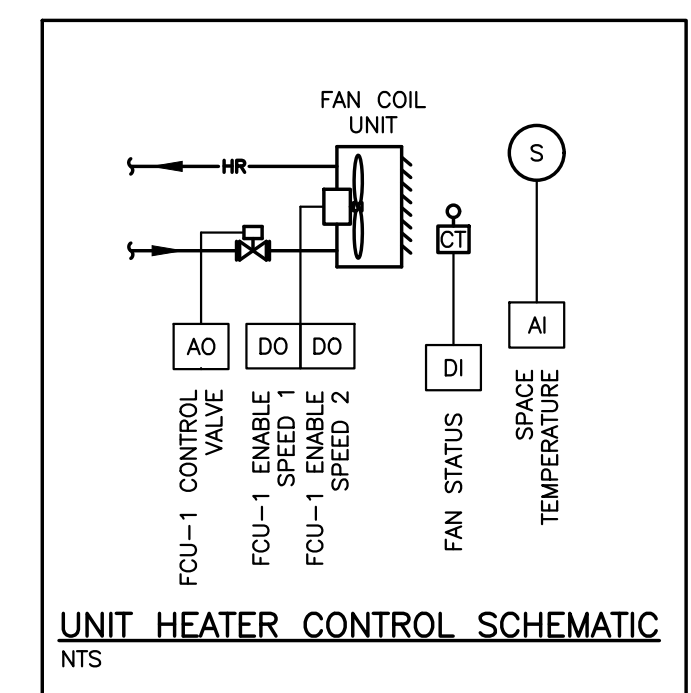 FAN COIL
UNIT
HR
S
CT
AO
DO
DO
DI
AI
FCU-1 CONTROL
VALVE
FCU-1 ENABLE
SPEED 1
FCU-1 ENABLE
SPEED 2
FAN STATUS
SPACE
TEMPERATURE
UNIT HEATER CONTROL SCHEMATIC
NTS